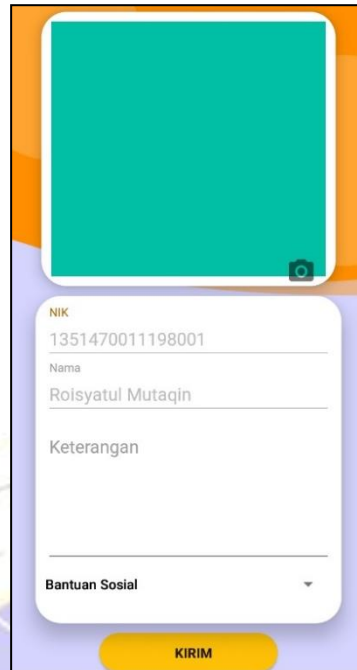 NIK
1351470011198001
Nama
Roisyatul Mutaqin
Keterangan
Bantuan Sosial
KIRIM